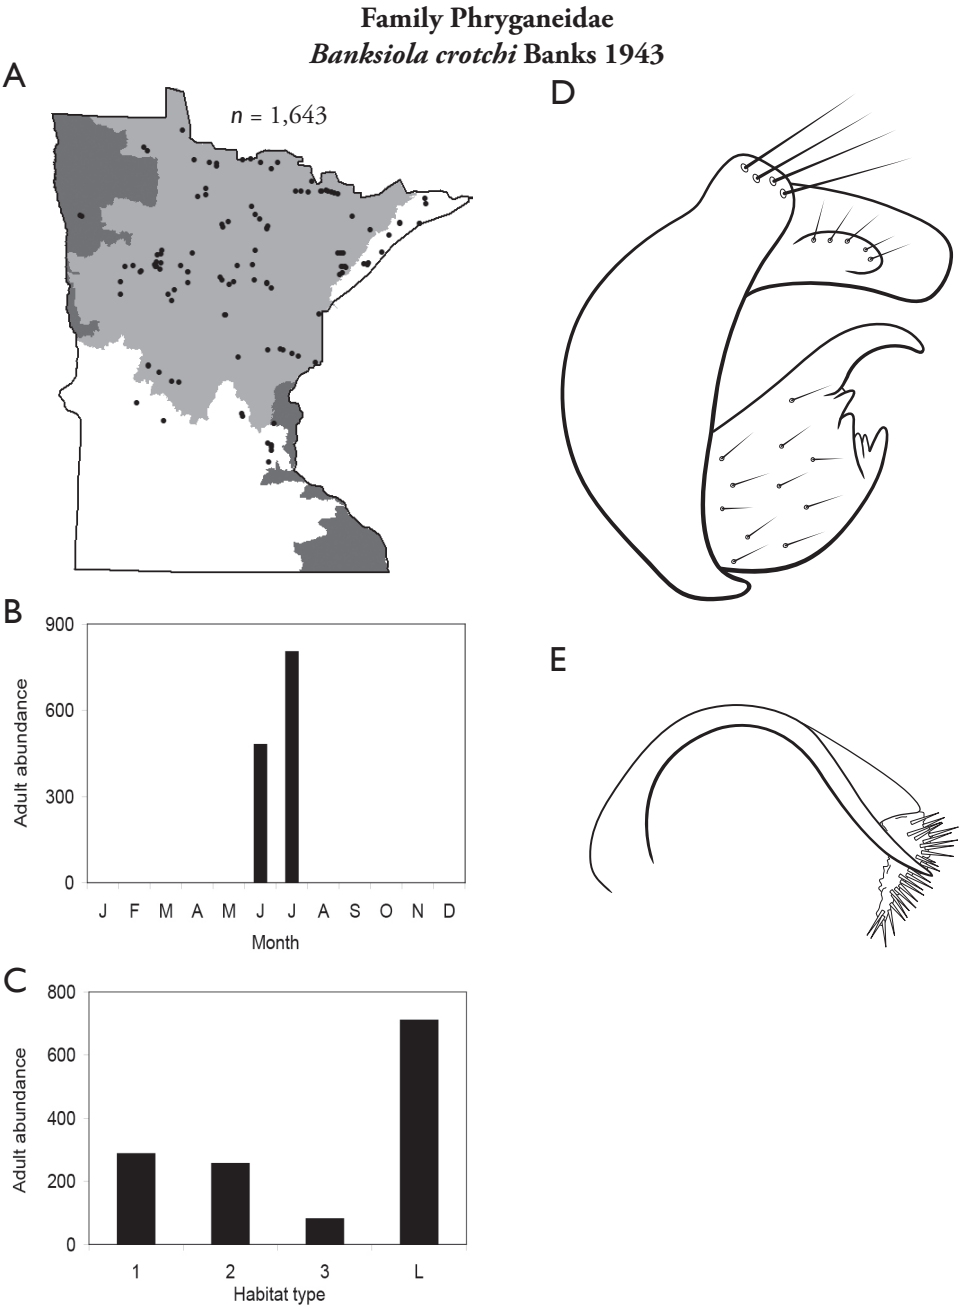 Family Phryganeidae
Banksiola crotchi Banks 1943
A
n = 1,643
D
B
900
600
300
0
Adult abundance
J F M A M J J A S O N D
Month
E
C
800
600
400
200
0
Adult abundance
1 2 3 L
Habitat type